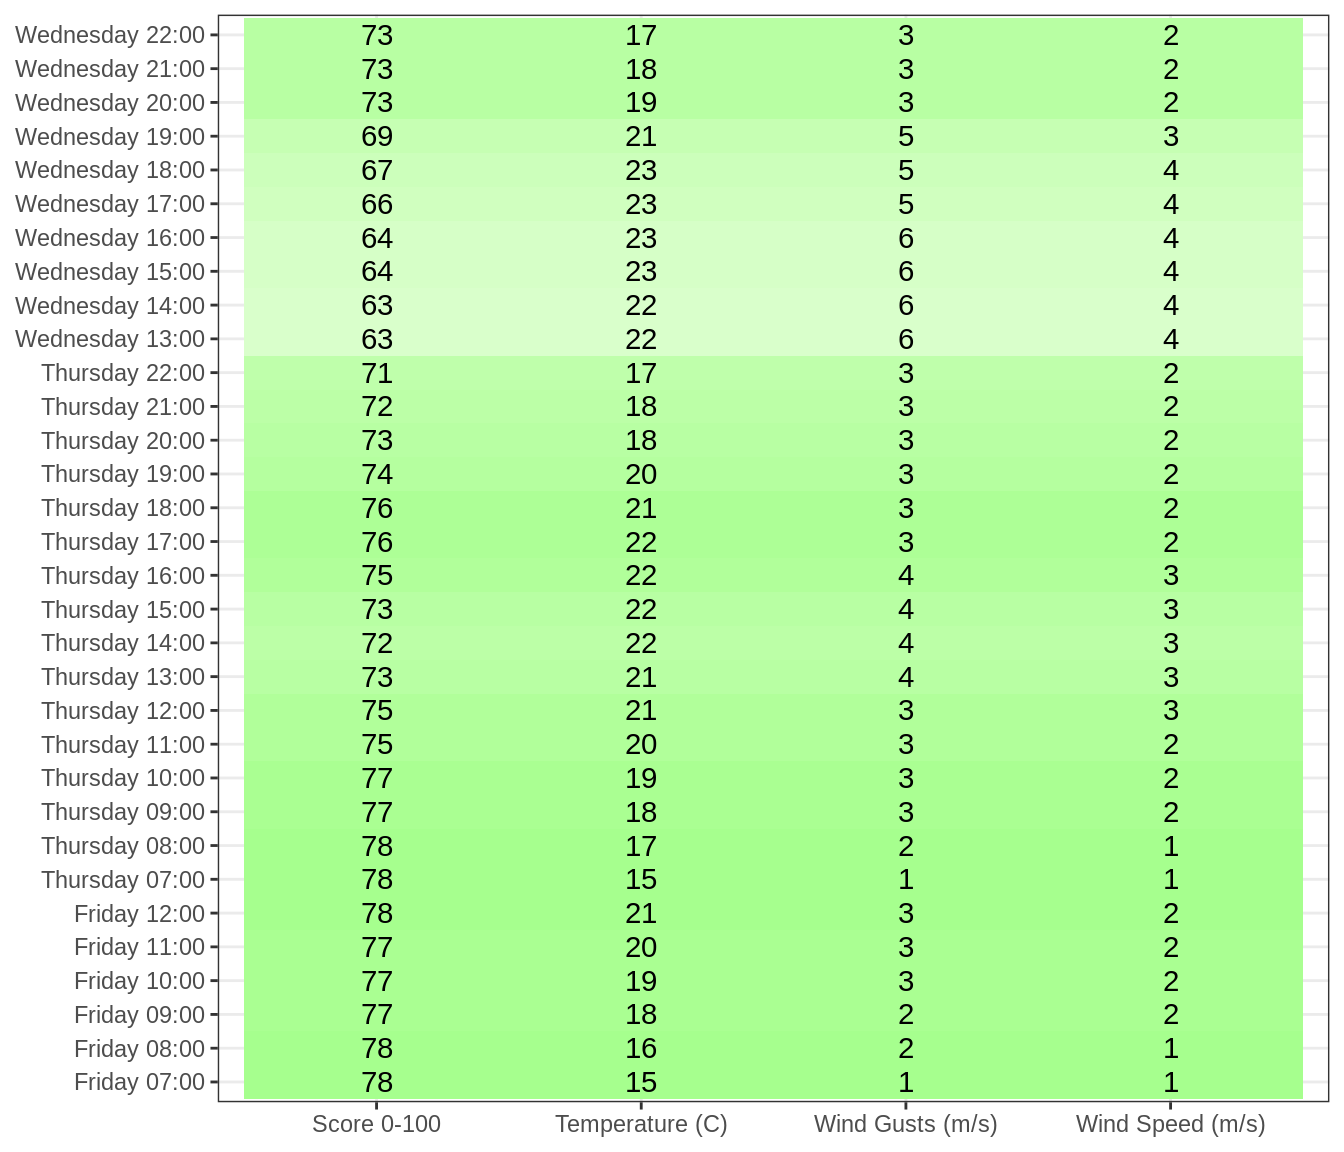 Wednesday 22:00 73 17 3 2
Wednesday 21:00 73 18 3 2
Wednesday 20:00 73 19 3 2
Wednesday 19:00 69 21 5 3
Wednesday 18:00 67 23 5 4
Wednesday 17:00 66 23 5 4
Wednesday 16:00 64 23 6 4
Wednesday 15:00 64 23 6 4
Wednesday 14:00 63 22 6 4
Wednesday 13:00 63 22 6 4
Thursday 22:00 71 17 3 2
Thursday 21:00 72 18 3 2
Thursday 20:00 73 18 3 2
Thursday 19:00 74 20 3 2
Thursday 18:00 76 21 3 2
Thursday 17:00 76 22 3 2
Thursday 16:00 75 22 4 3
Thursday 15:00 73 22 4 3
Thursday 14:00 72 22 4 3
Thursday 13:00 73 21 4 3
Thursday 12:00 75 21 3 3
Thursday 11:00 75 20 3 2
Thursday 10:00 77 19 3 2
Thursday 09:00 77 18 3 2
Thursday 08:00 78 17 2 1
Thursday 07:00 78 15 1 1
Friday 12:00 78 21 3 2
Friday 11:00 77 20 3 2
Friday 10:00 77 19 3 2
Friday 09:00 77 18 2 2
Friday 08:00 78 16 2 1
Friday 07:00 78 15 1 1
Score 0-100 Temperature (C) Wind Gusts (m/s) Wind Speed (m/s)